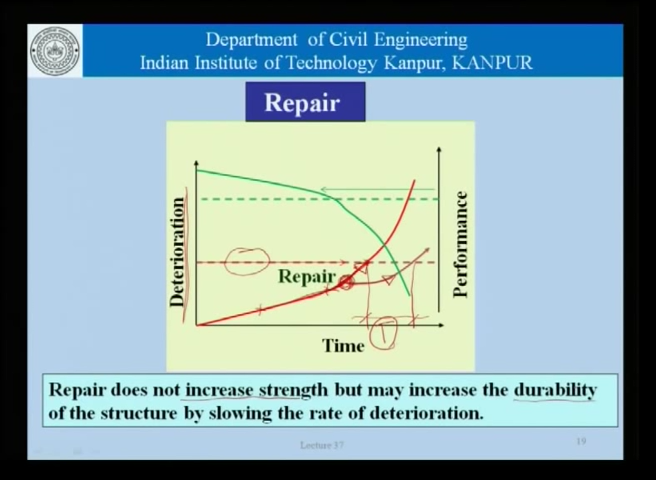 Department of Civil Engineering
Indian Institute of Technology Kanpur, KANPUR
Repair
Deterioration
Performance
Repair
Time
T
Repair does not increase strength but may increase the durability
of the structure by slowing the rate of deterioration.
Lecture 37
19